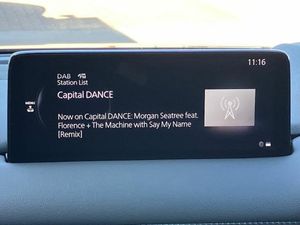 DAB
11:16
Station List
Capital DANCE
MENU
Now on Capital DANCE: Morgan Seatree feat.
Florence + The Machine with Say My Name
[Remix]